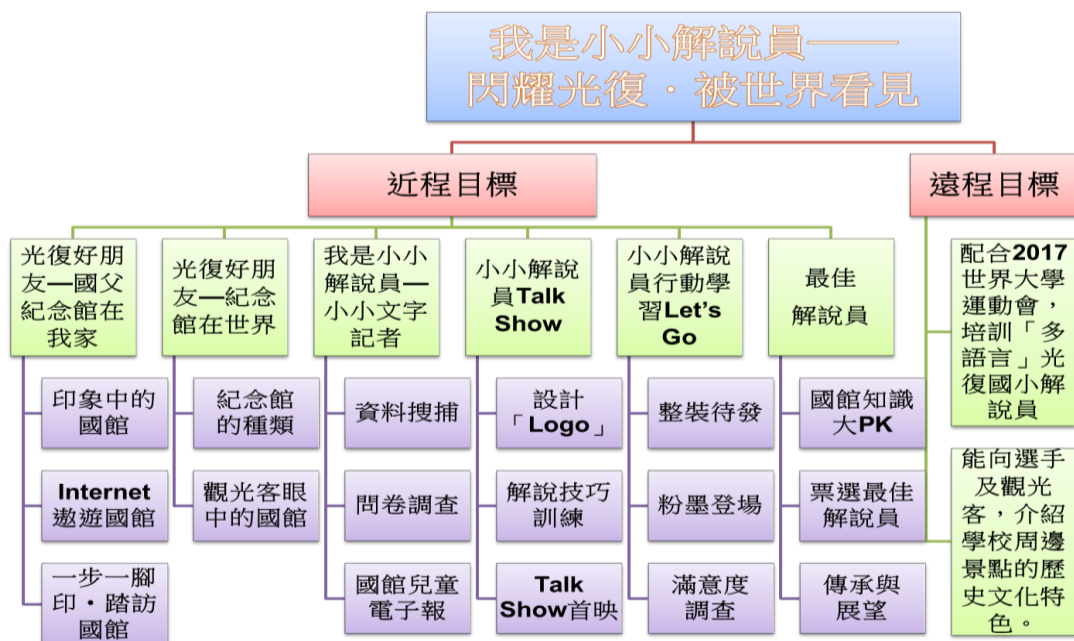 我是小小解說員——
閃耀光復・被世界看見
近程目標
遠程目標
光復好朋
友—國父
紀念館在
我家
印象中的
國館
Internet
遨遊國館
一步一腳
印・踏訪
國館
光復好朋
友—紀念
館在世界
紀念館
的種類
觀光客眼
中的國館
我是小小
解說員—
小小文字
記者
資料搜捕
問卷調查
國館兒童
電子報
小小解說
員Talk
Show
設計
「Logo」
解說技巧
訓練
Talk
Show首映
小小解說
員行動學
習Let’s
Go
整裝待發
粉墨登場
滿意度
調查
最佳
解說員
國館知識
大PK
票選最佳
解說員
傳承與
展望
配合2017
世界大學
運動會，
培訓「多
語言」光
復國小解
說員
能向選手
及觀光
客，介紹
學校周邊
景點的歷
史文化特
色。